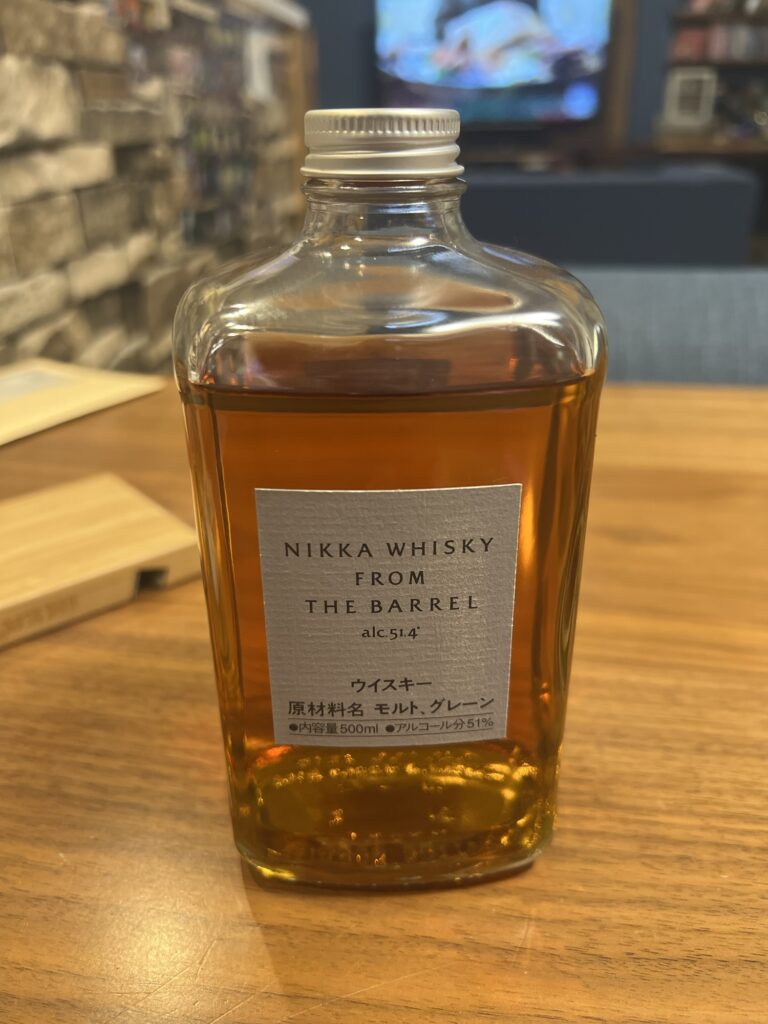 NIKKA WHISKY
FROM
THE BARREL
alc.51.4°
ウイスキー
原材料名 モルト、グレーン
●内容量500ml ●アルコール分51%